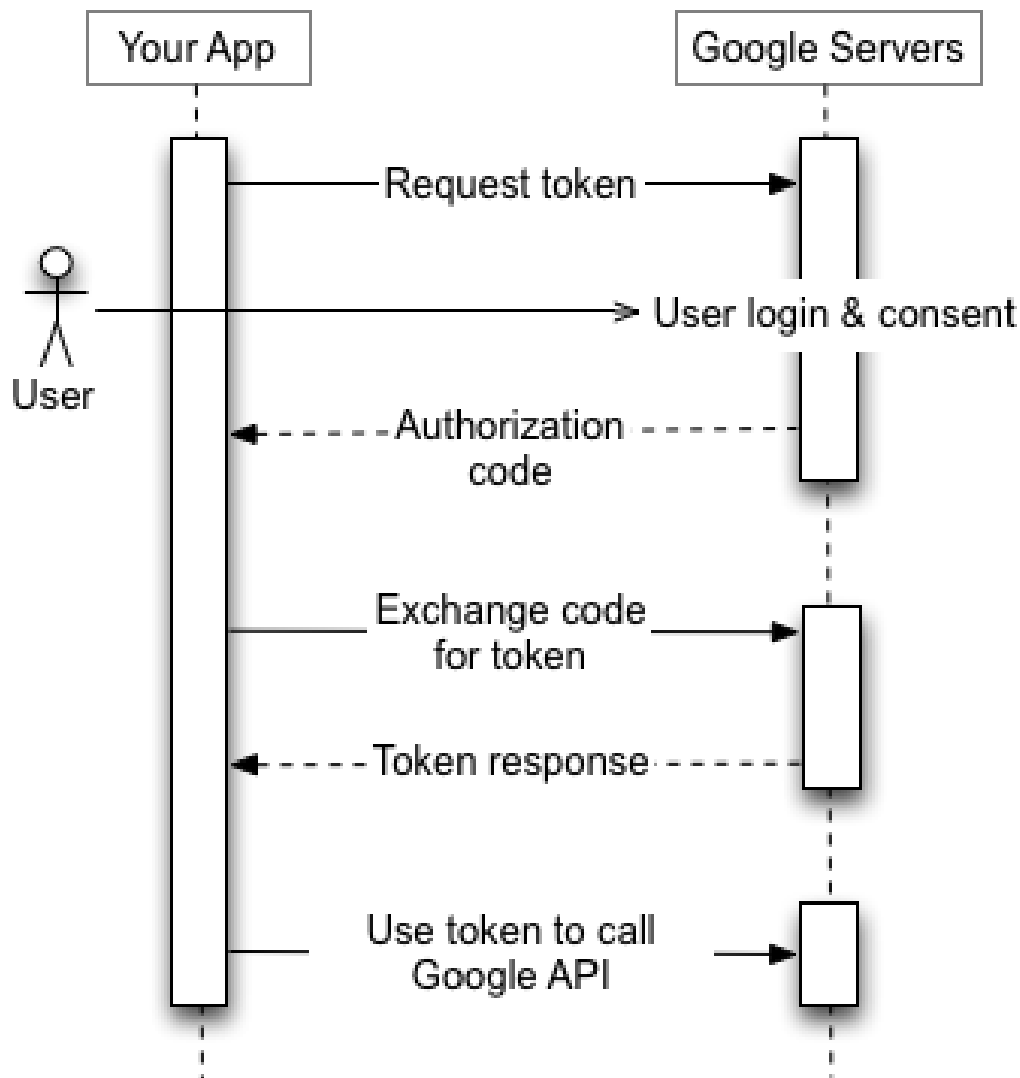 Your App
Google Servers
Request token
User login & consent
User
Authorization
code
Exchange code
for token
Token response
Use token to call
Google API